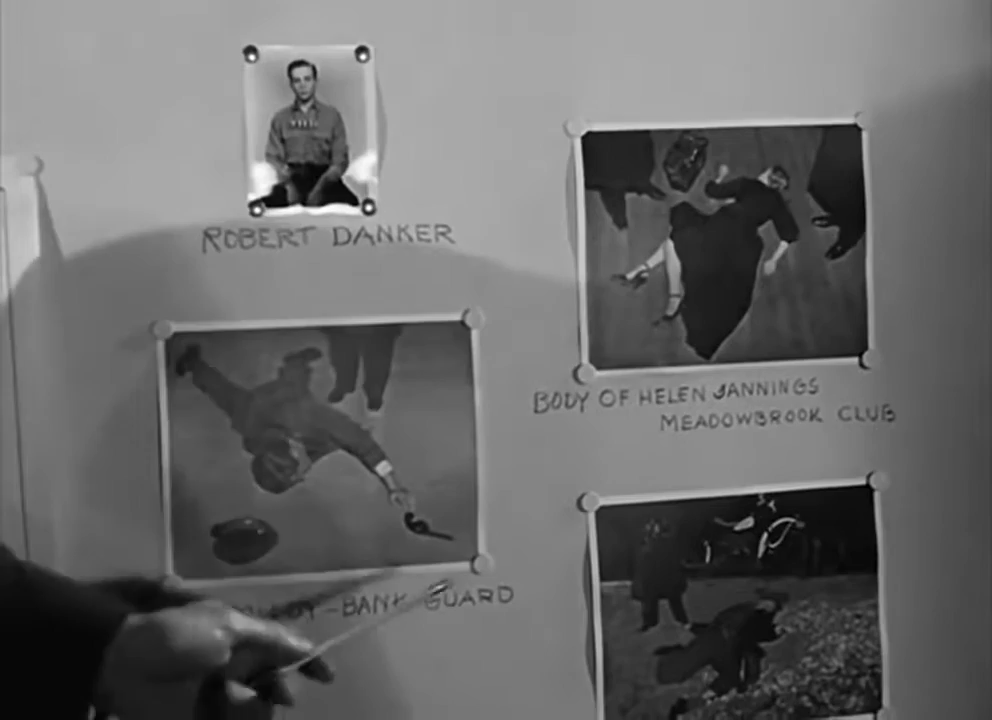 ROBERT DANKER
BODY OF HELEN JANNINGS
MEADOWBROOK CLUB
-BANK GUARD